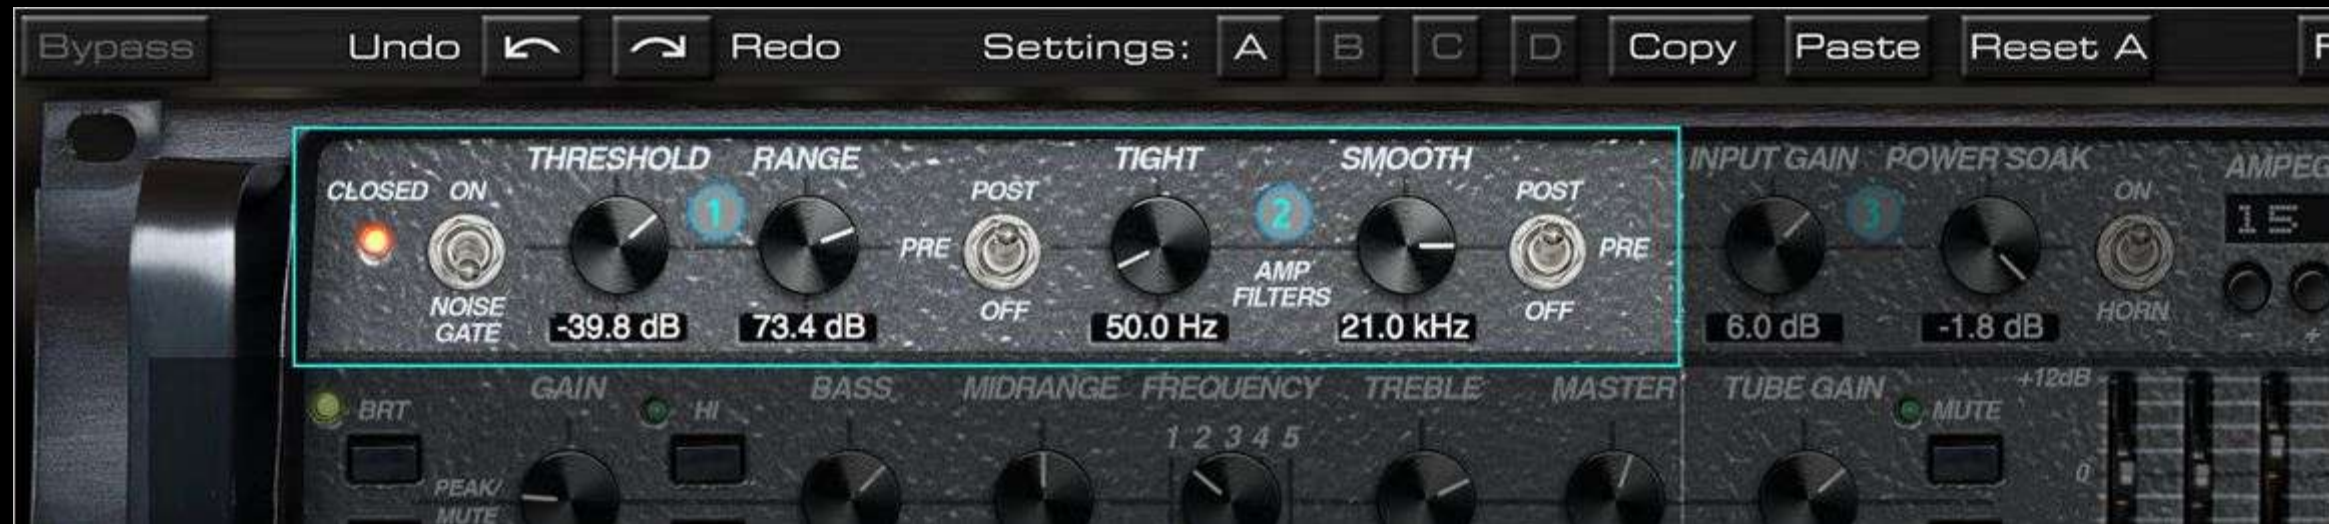 Bypass Undo Redo Settings: A B C D Copy Paste Reset A
THRESHOLD RANGE TIGHT SMOOTH INPUT GAIN POWER SOAK
CLOSED ON 1 POST 2 POST 3 ON
PRE PRE
NOISE GATE OFF AMP FILTERS OFF HORN
15
-39.8 dB 73.4 dB 50.0 Hz 21.0 kHz 6.0 dB -1.8 dB - +
GAIN BASS MIDRANGE FREQUENCY TREBLE MASTER TUBE GAIN +12dB
BRT HI MUTE
1 2 3 4 5
0
PEAK/
MUTE